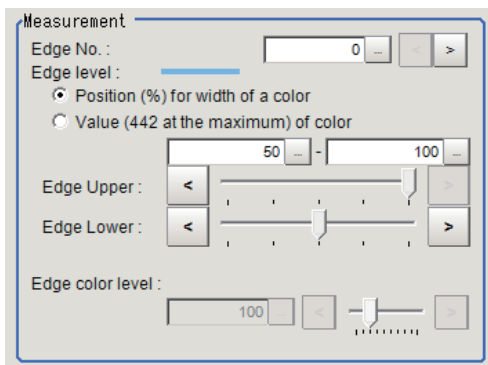 Measurement
Edge No. : 0 ... < >
Edge level :
Position (%) for width of a color
Value (442 at the maximum) of color
50 ... - 100 ...
Edge Upper : < >
Edge Lower : < >
Edge color level :
100 ... < >